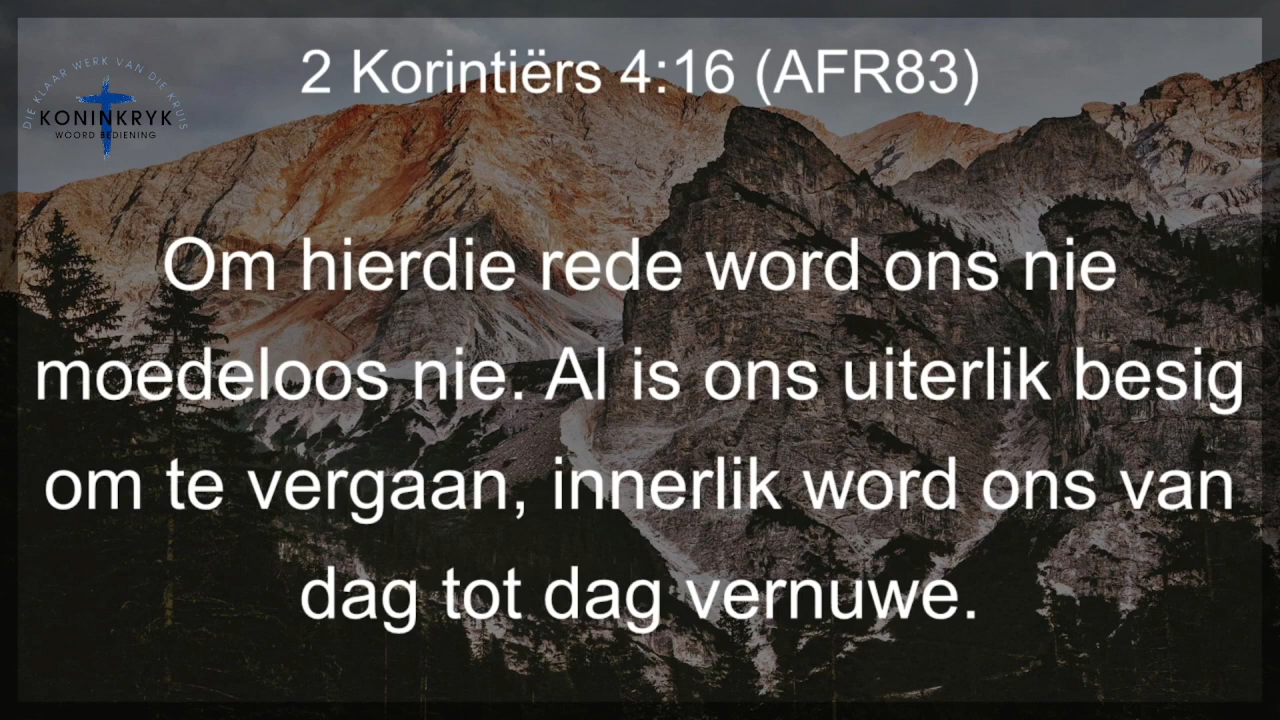 2 Korintiërs 4:16 (AFR83)
DIE KLAAR WERK VAN DIE KRUIS
KONINKRYK
WOORD BEDIENING
Om hierdie rede word ons nie
moedeloos nie. Al is ons uiterlik besig
om te vergaan, innerlik word ons van
dag tot dag vernuwe.